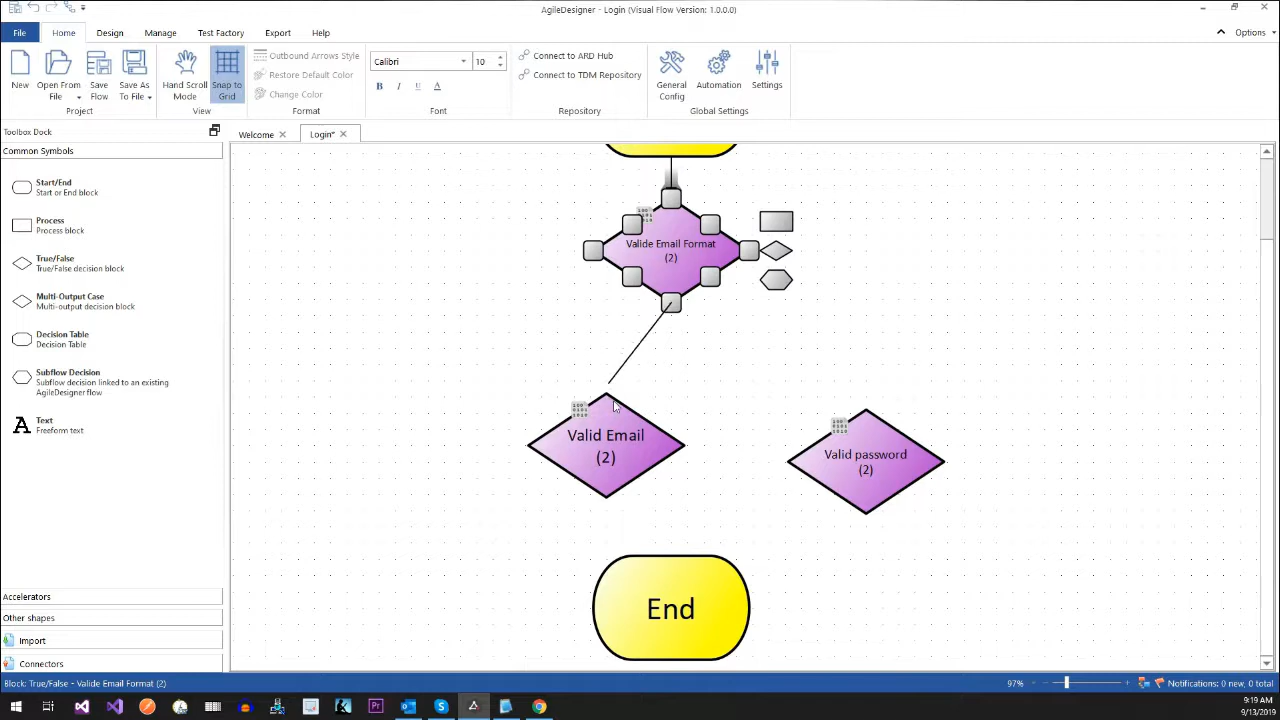 AgileDesigner - Login (Visual Flow Version: 1.0.0.0)
File Home Design Manage Test Factory Export Help Options
New
Open From File
Save Flow
Save As To File
Project
Hand Scroll Mode
Snap to Grid
View
Outbound Arrows Style
Restore Default Color
Change Color
Format
Calibri 10
B I U A
Font
Connect to ARD Hub
Connect to TDM Repository
Repository
General Config
Automation
Settings
Global Settings
Toolbox Dock
Common Symbols
Welcome Login*
Start/End
Start or End block
Process
Process block
True/False
True/False decision block
Multi-Output Case
Multi-output decision block
Decision Table
Decision Table
Subflow Decision
Subflow decision linked to an existing
AgileDesigner flow
A Text
Freeform text
Accelerators
Other shapes
Import
Connectors
Valide Email Format
(2)
Valid Email
(2)
Valid password
(2)
End
Block: True/False - Valide Email Format (2)
97%
Notifications: 0 new, 0 total
9:19 AM
9/13/2019